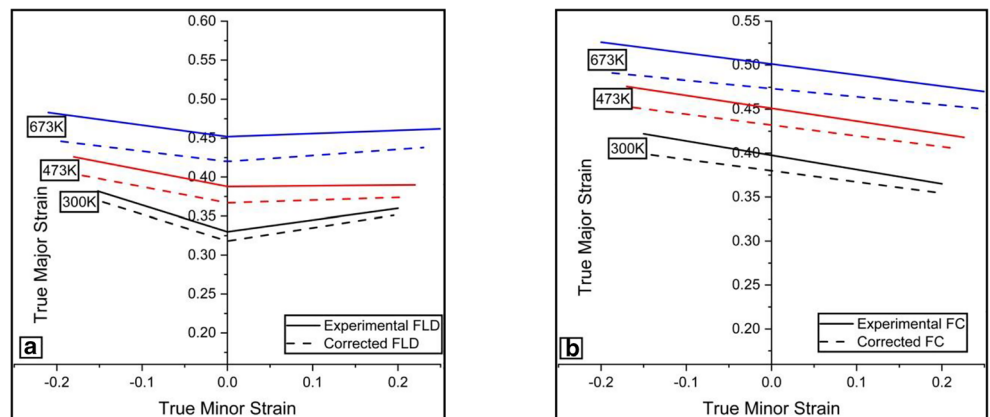 0.60
0.55
0.50
0.45
0.40
0.35
0.30
0.25
0.20
673K
473K
300K
True Major Strain
Experimental FLD
Corrected FLD
a
-0.2 -0.1 0.0 0.1 0.2
True Minor Strain
0.55
0.50
0.45
0.40
0.35
0.30
0.25
0.20
673K
473K
300K
True Major Strain
Experimental FC
Corrected FC
b
-0.2 -0.1 0.0 0.1 0.2
True Minor Strain